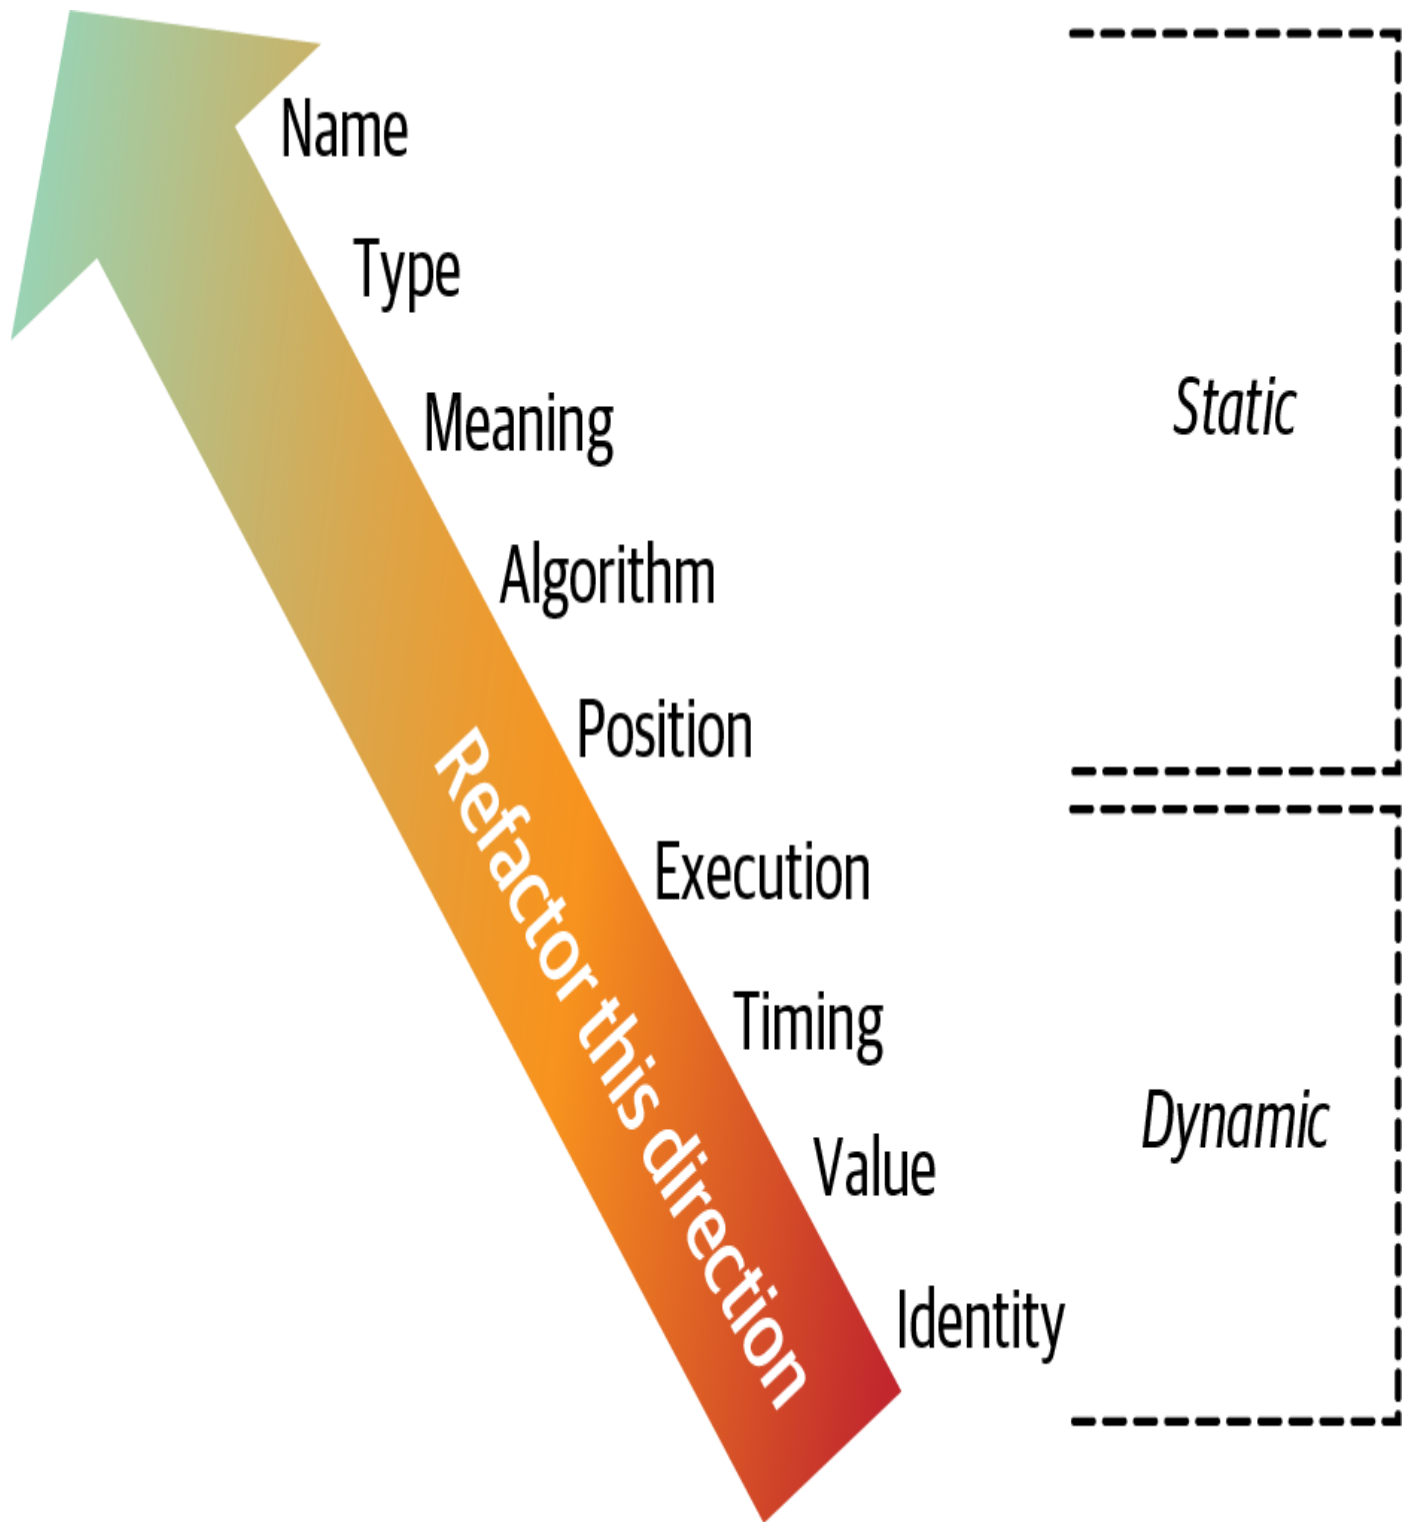 Name
Type
Meaning
Algorithm
Position
Static
Refactor this direction
Execution
Timing
Value
Identity
Dynamic